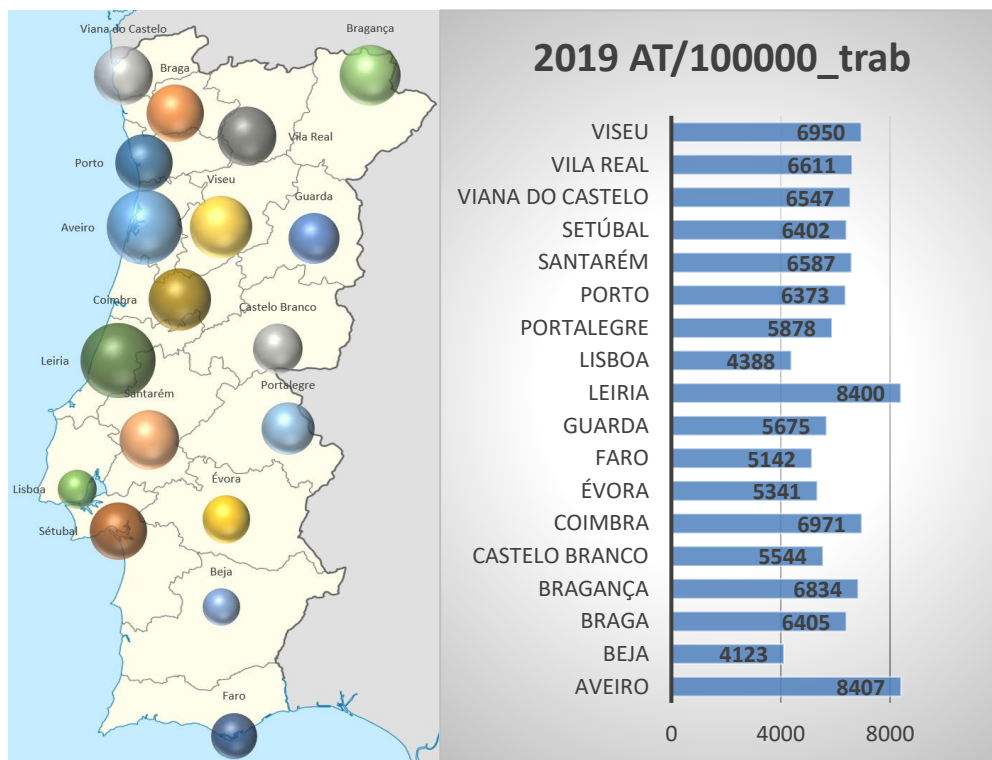 Viana do Castelo
Bragança
Braga
Vila Real
Porto
Viseu
Guarda
Aveiro
Coimbra
Castelo Branco
Leiria
Portalegre
Santarém
Lisboa
Évora
Sétubal
Beja
Faro
2019 AT/100000_trab
VISEU 6950
VILA REAL 6611
VIANA DO CASTELO 6547
SETÚBAL 6402
SANTARÉM 6587
PORTO 6373
PORTALEGRE 5878
LISBOA 4388
LEIRIA 8400
GUARDA 5675
FARO 5142
ÉVORA 5341
COIMBRA 6971
CASTELO BRANCO 5544
BRAGANÇA 6834
BRAGA 6405
BEJA 4123
AVEIRO 8407
0 4000 8000